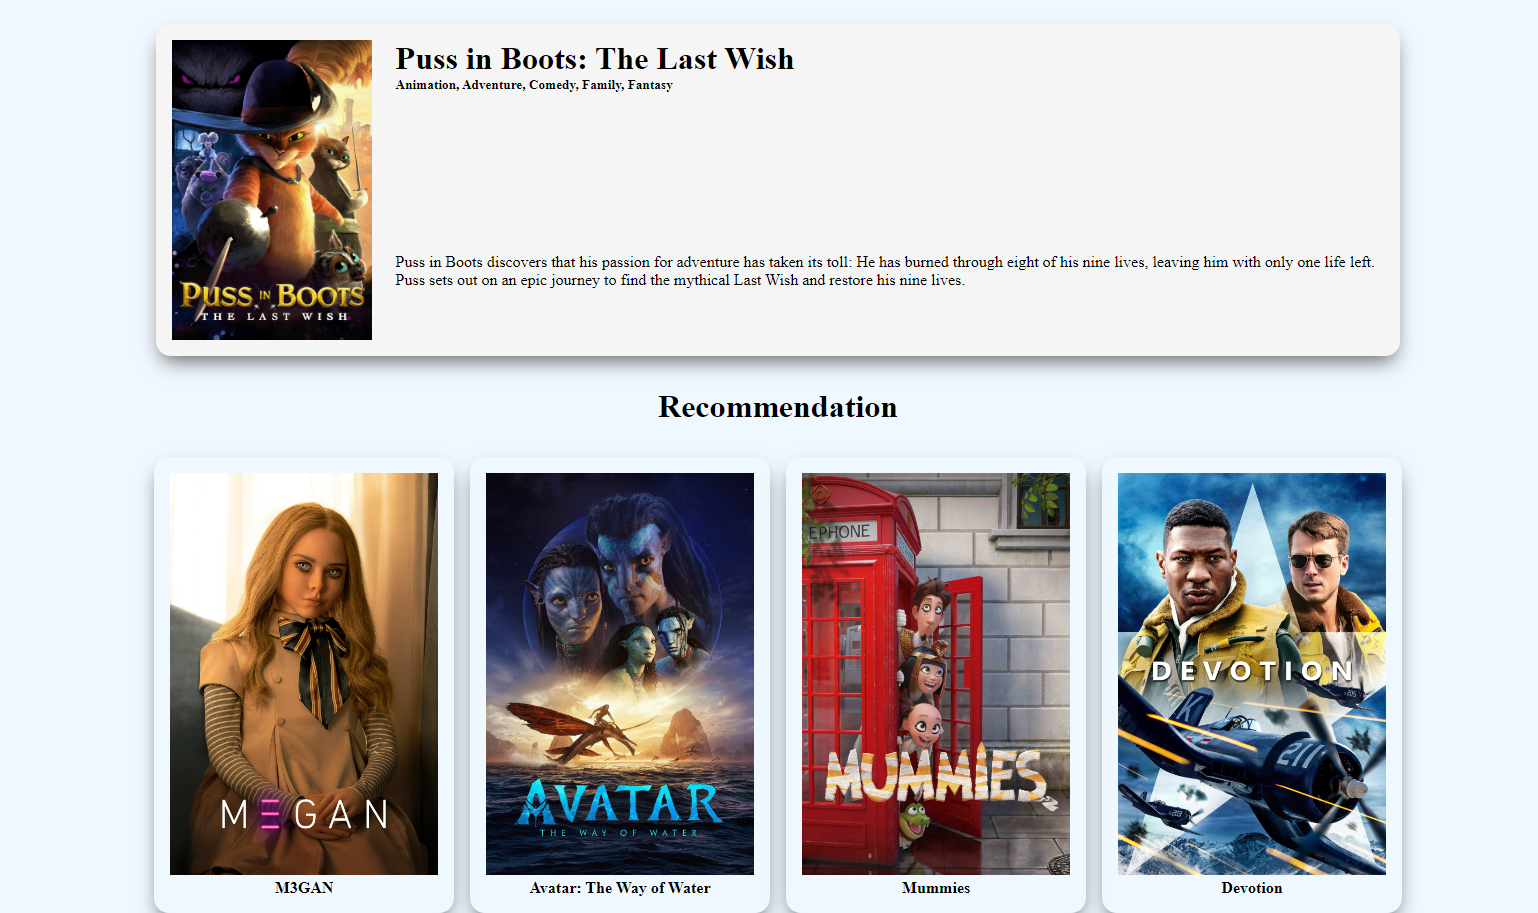 Puss in Boots: The Last Wish
Animation, Adventure, Comedy, Family, Fantasy
Puss in Boots discovers that his passion for adventure has taken its toll: He has burned through eight of his nine lives, leaving him with only one life left.
Puss sets out on an epic journey to find the mythical Last Wish and restore his nine lives.
PUSS IN BOOTS
THE LAST WISH
Recommendation
EPHONE
DEVOTION
K
211
MUMMIES
AVATAR
THE WAY OF WATER
M3GAN
M3GAN
Avatar: The Way of Water
Mummies
Devotion